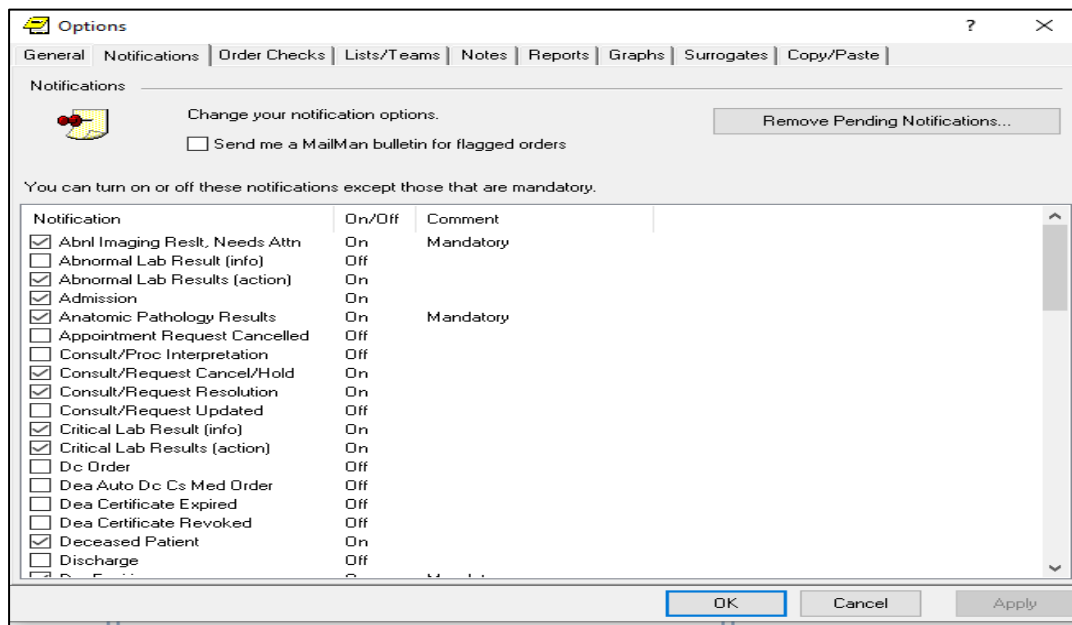 Options ?
General Notifications Order Checks Lists/Teams Notes Reports Graphs Surrogates Copy/Paste
Notifications
Change your notification options.
Remove Pending Notifications...
Send me a MailMan bulletin for flagged orders
You can turn on or off these notifications except those that are mandatory.
Notification On/Off Comment
Abnl Imaging Reslt, Needs Attn On Mandatory
Abnormal Lab Result (info) Off
Abnormal Lab Results (action) On
Admission On
Anatomic Pathology Results On Mandatory
Appointment Request Cancelled Off
Consult/Proc Interpretation Off
Consult/Request Cancel/Hold On
Consult/Request Resolution On
Consult/Request Updated Off
Critical Lab Result (info) On
Critical Lab Results (action) On
Dc Order Off
Dea Auto Dc Cs Med Order Off
Dea Certificate Expired Off
Dea Certificate Revoked Off
Deceased Patient On
Discharge Off
OK Cancel Apply